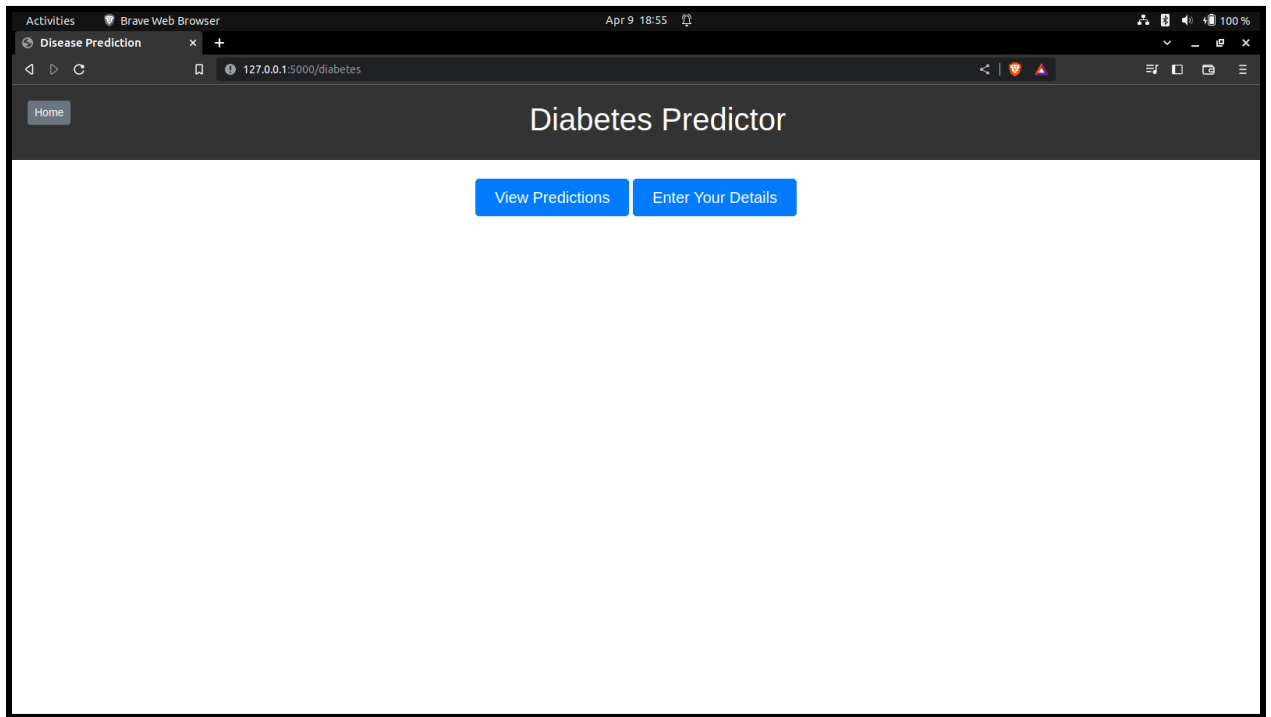 Activities Brave Web Browser Apr 9 18:55 100 %
Disease Prediction
127.0.0.1:5000/diabetes
Home
Diabetes Predictor
View Predictions Enter Your Details